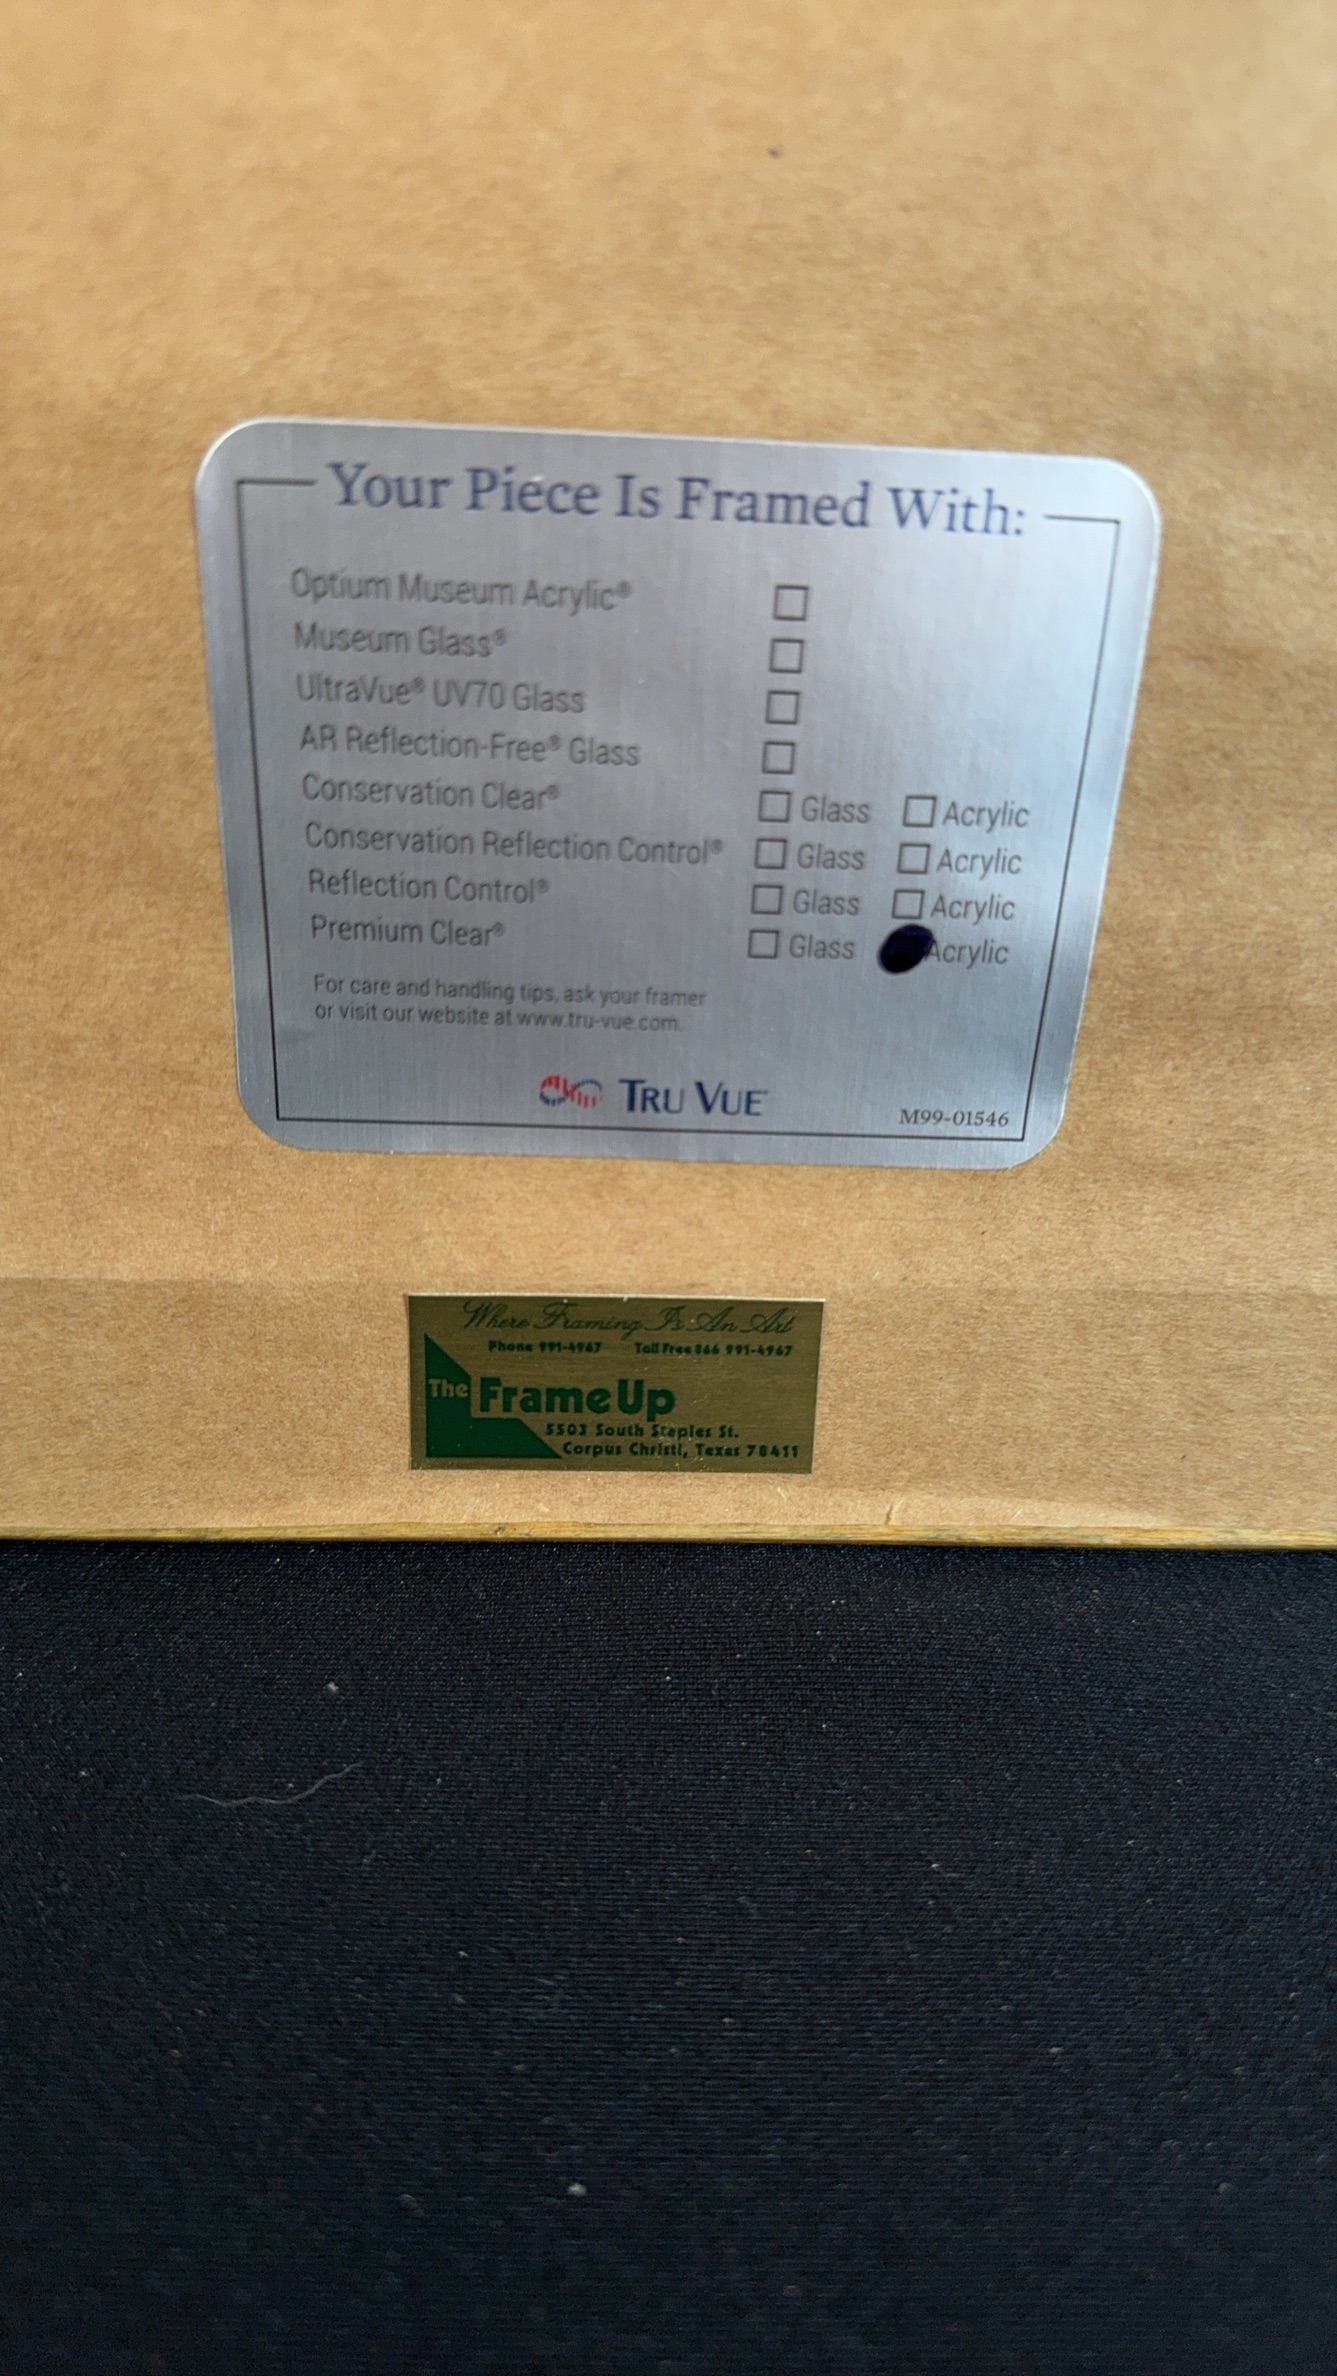 Your Piece Is Framed With:
Optium Museum Acrylic® ☐
Museum Glass® ☐
UltraVue® UV70 Glass ☐
AR Reflection-Free® Glass ☐
Conservation Clear® ☐ Glass ☐ Acrylic
Conservation Reflection Control® ☐ Glass ☐ Acrylic
Reflection Control® ☐ Glass ☐ Acrylic
Premium Clear® ☐ Glass Acrylic
For care and handling tips, ask your framer
or visit our website at www.tru-vue.com.
TRU VUE
M99-01546
Where Framing Is An Art
Phone 991-4967 Toll Free 866 991-4967
The FrameUp
5503 South Staples St.
Corpus Christi, Texas 78411